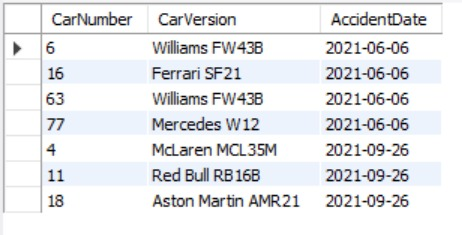 CarNumber CarVersion AccidentDate
6 Williams FW43B 2021-06-06
16 Ferrari SF21 2021-06-06
63 Williams FW43B 2021-06-06
77 Mercedes W12 2021-06-06
4 McLaren MCL35M 2021-09-26
11 Red Bull RB16B 2021-09-26
18 Aston Martin AMR21 2021-09-26